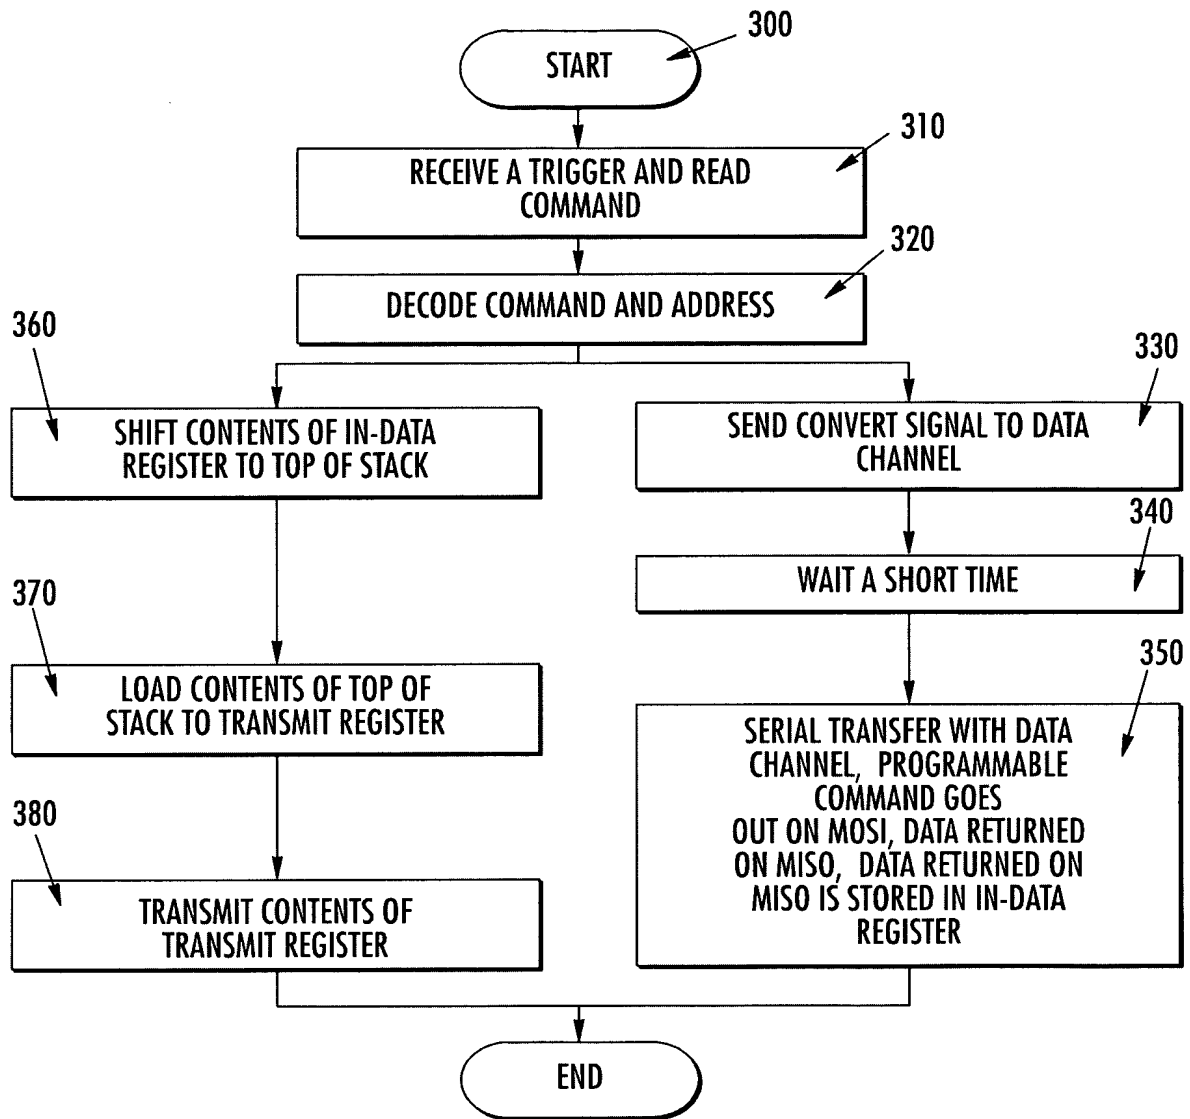 300
START
310
RECEIVE A TRIGGER AND READ
COMMAND
320
DECODE COMMAND AND ADDRESS
360
SHIFT CONTENTS OF IN-DATA
REGISTER TO TOP OF STACK
370
LOAD CONTENTS OF TOP OF
STACK TO TRANSMIT REGISTER
380
TRANSMIT CONTENTS OF
TRANSMIT REGISTER
330
SEND CONVERT SIGNAL TO DATA
CHANNEL
340
WAIT A SHORT TIME
350
SERIAL TRANSFER WITH DATA
CHANNEL, PROGRAMMABLE
COMMAND GOES
OUT ON MOSI, DATA RETURNED
ON MISO, DATA RETURNED ON
MISO IS STORED IN IN-DATA
REGISTER
END